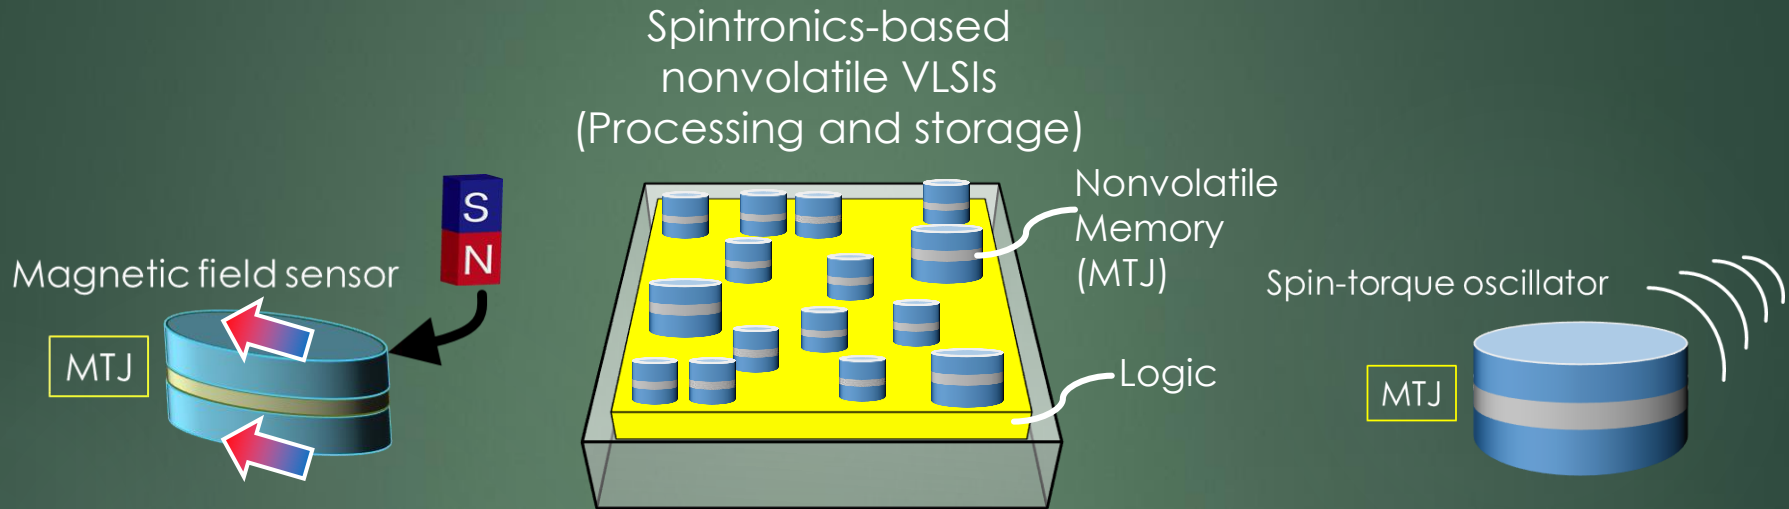 Spintronics-based
nonvolatile VLSIs
(Processing and storage)
S
N
Magnetic field sensor
MTJ
Nonvolatile
Memory
(MTJ)
Logic
Spin-torque oscillator
MTJ